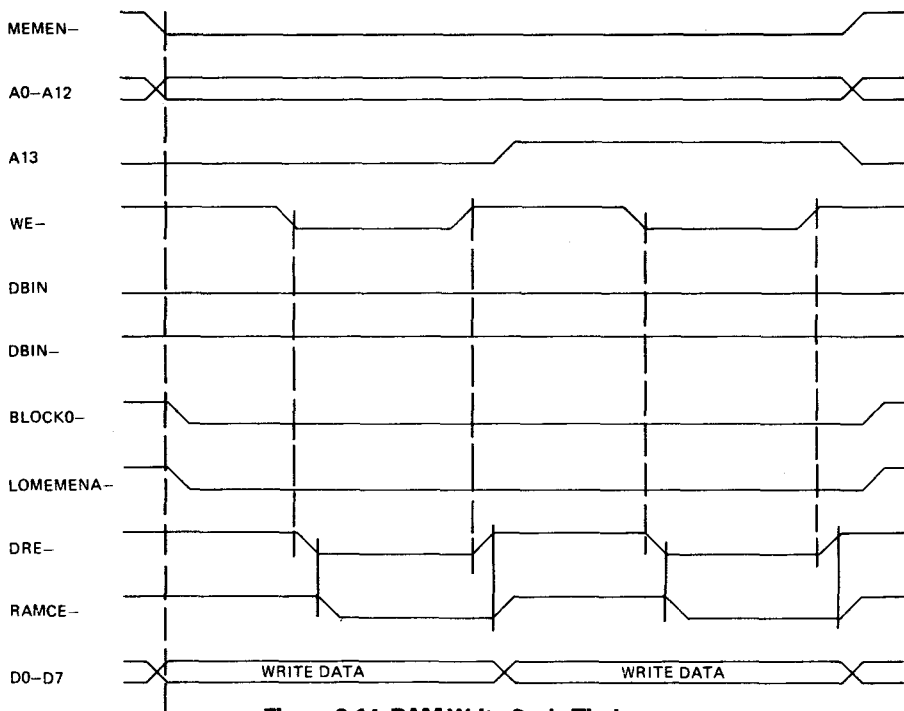 MEMEN–
A0–A12
A13
WE–
DBIN
DBIN–
BLOCK0–
LOMEMENA–
DRE–
RAMCE–
D0–D7 WRITE DATA WRITE DATA